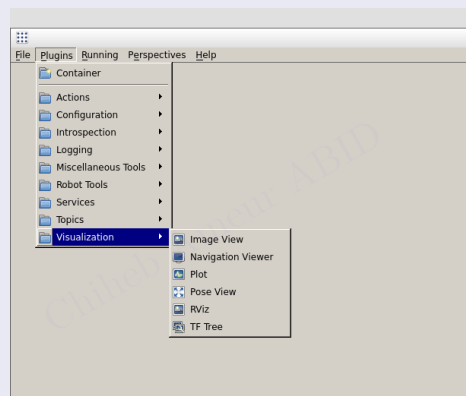 File Plugins Running Perspectives Help
Container
Actions
Configuration
Introspection
Logging
Miscellaneous Tools
Robot Tools
Services
Topics
Visualization
Image View
Navigation Viewer
Plot
Pose View
RViz
TF Tree
ABID